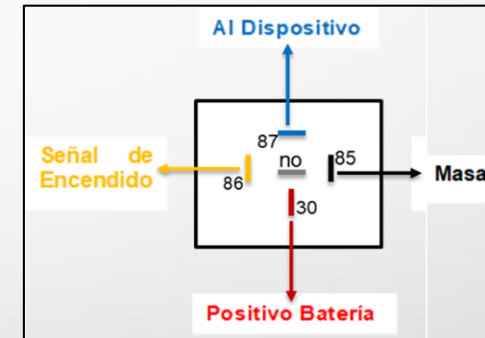 Al Dispositivo
87
no
85
Señal de
Encendido
86
Masa
30
Positivo Batería